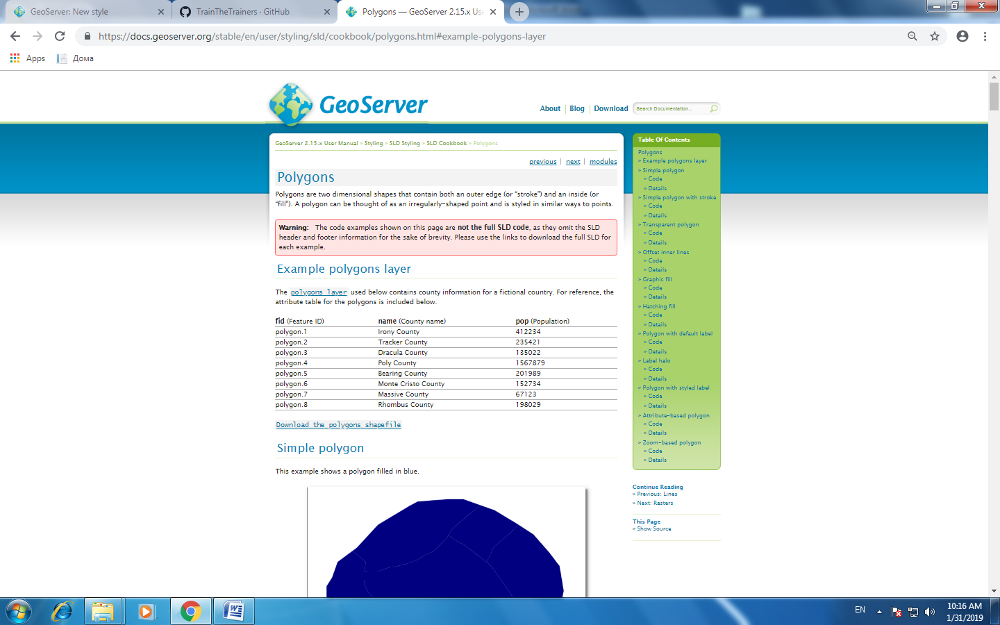 GeoServer: New style
TrainTheTrainers · GitHub
Polygons — GeoServer 2.15.x Use
https://docs.geoserver.org/stable/en/user/styling/sld/cookbook/polygons.html#example-polygons-layer
Apps
Дома
GeoServer
About
Blog
Download
Search Documentation...
GeoServer 2.15.x User Manual » Styling » SLD Styling » SLD Cookbook » Polygons
previous | next | modules
Polygons
Polygons are two dimensional shapes that contain both an outer edge (or “stroke”) and an inside (or
“fill”). A polygon can be thought of as an irregularly-shaped point and is styled in similar ways to points.
Warning: The code examples shown on this page are not the full SLD code, as they omit the SLD
header and footer information for the sake of brevity. Please use the links to download the full SLD for
each example.
Example polygons layer
The polygons layer used below contains county information for a fictional country. For reference, the
attribute table for the polygons is included below.
fid (Feature ID) name (County name) pop (Population)
polygon.1 Irony County 412234
polygon.2 Tracker County 235421
polygon.3 Dracula County 135022
polygon.4 Poly County 1567879
polygon.5 Bearing County 201989
polygon.6 Monte Cristo County 152734
polygon.7 Massive County 67123
polygon.8 Rhombus County 198029
Download the polygons shapefile
Simple polygon
This example shows a polygon filled in blue.
Table Of Contents
Polygons
» Example polygons layer
» Simple polygon
» Code
» Details
» Simple polygon with stroke
» Code
» Details
» Transparent polygon
» Code
» Details
» Offset inner lines
» Code
» Details
» Graphic fill
» Code
» Details
» Hatching fill
» Code
» Details
» Polygon with default label
» Code
» Details
» Label halo
» Code
» Details
» Polygon with styled label
» Code
» Details
» Attribute-based polygon
» Code
» Details
» Zoom-based polygon
» Code
» Details
Continue Reading
» Previous: Lines
» Next: Rasters
This Page
» Show Source
EN
10:16 AM
1/31/2019